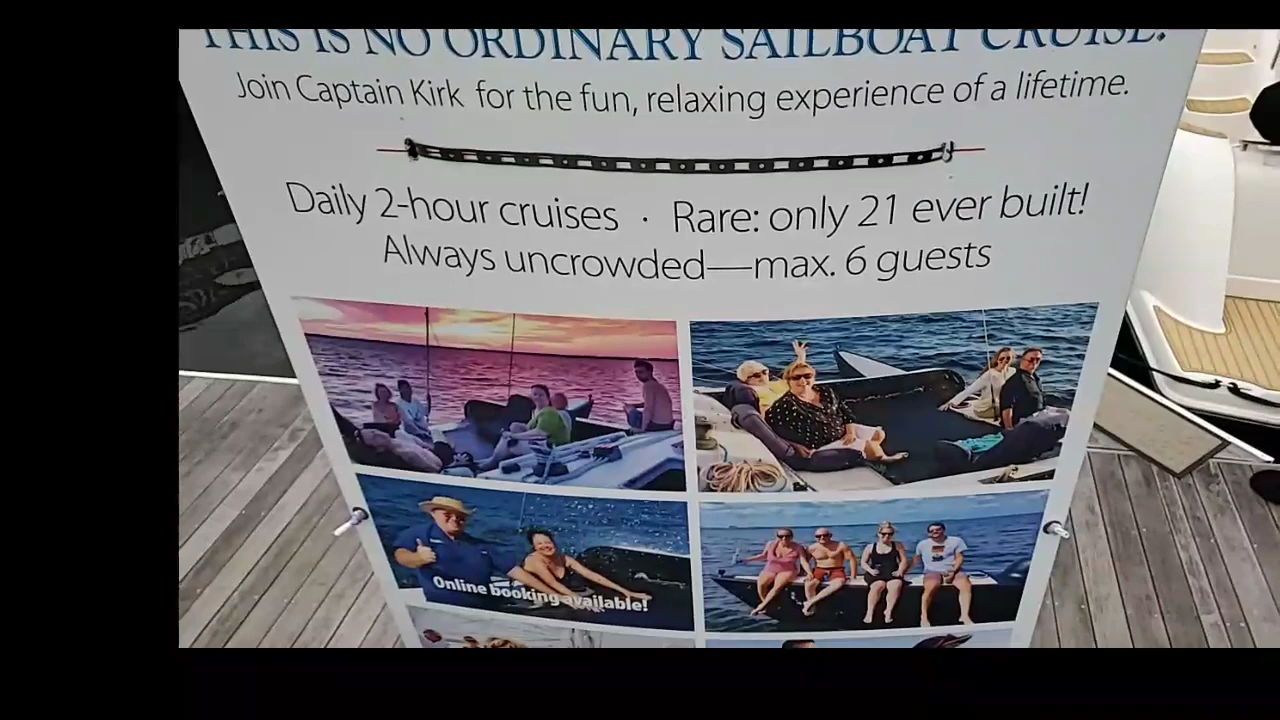 THIS IS NO ORDINARY SAILBOAT CRUISE!
Join Captain Kirk for the fun, relaxing experience of a lifetime.
Daily 2-hour cruises · Rare: only 21 ever built!
Always uncrowded—max. 6 guests
Online booking available!